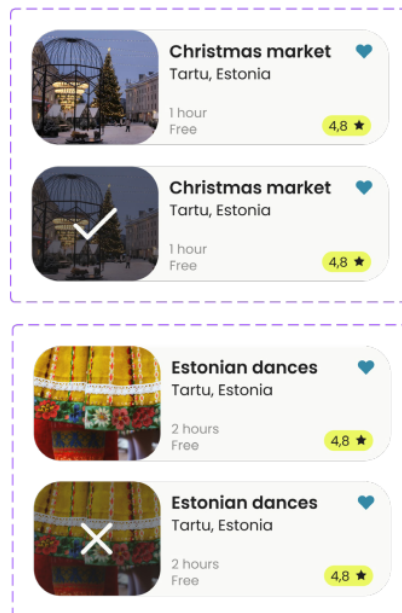 Christmas market
Tartu, Estonia
1 hour
Free
4,8
Christmas market
Tartu, Estonia
1 hour
Free
4,8
Estonian dances
Tartu, Estonia
2 hours
Free
4,8
Estonian dances
Tartu, Estonia
2 hours
Free
4,8